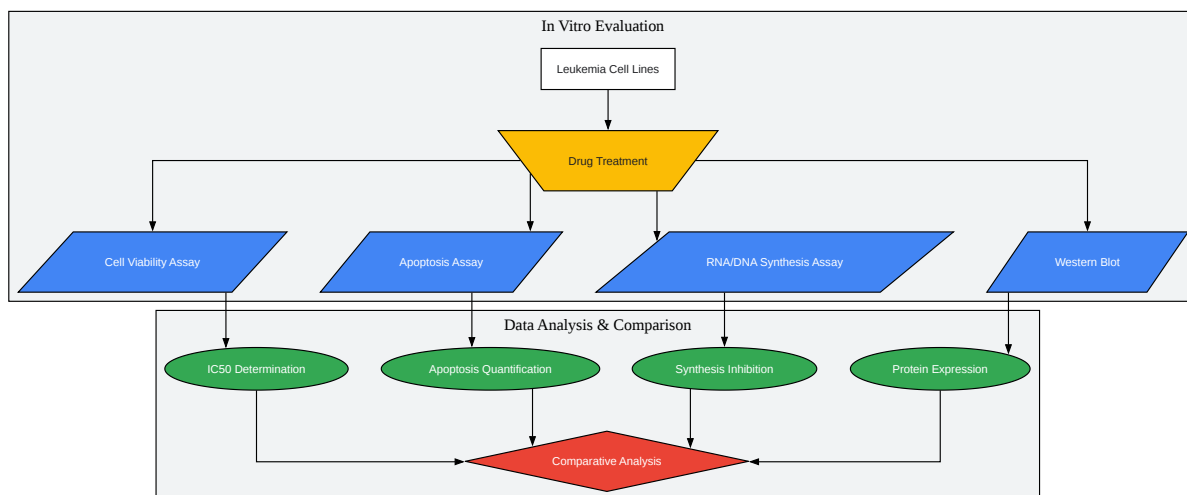 In Vitro Evaluation
Leukemia Cell Lines
Drug Treatment
Cell Viability Assay
Apoptosis Assay
RNA/DNA Synthesis Assay
Western Blot
Data Analysis & Comparison
IC50 Determination
Apoptosis Quantification
Synthesis Inhibition
Protein Expression
Comparative Analysis